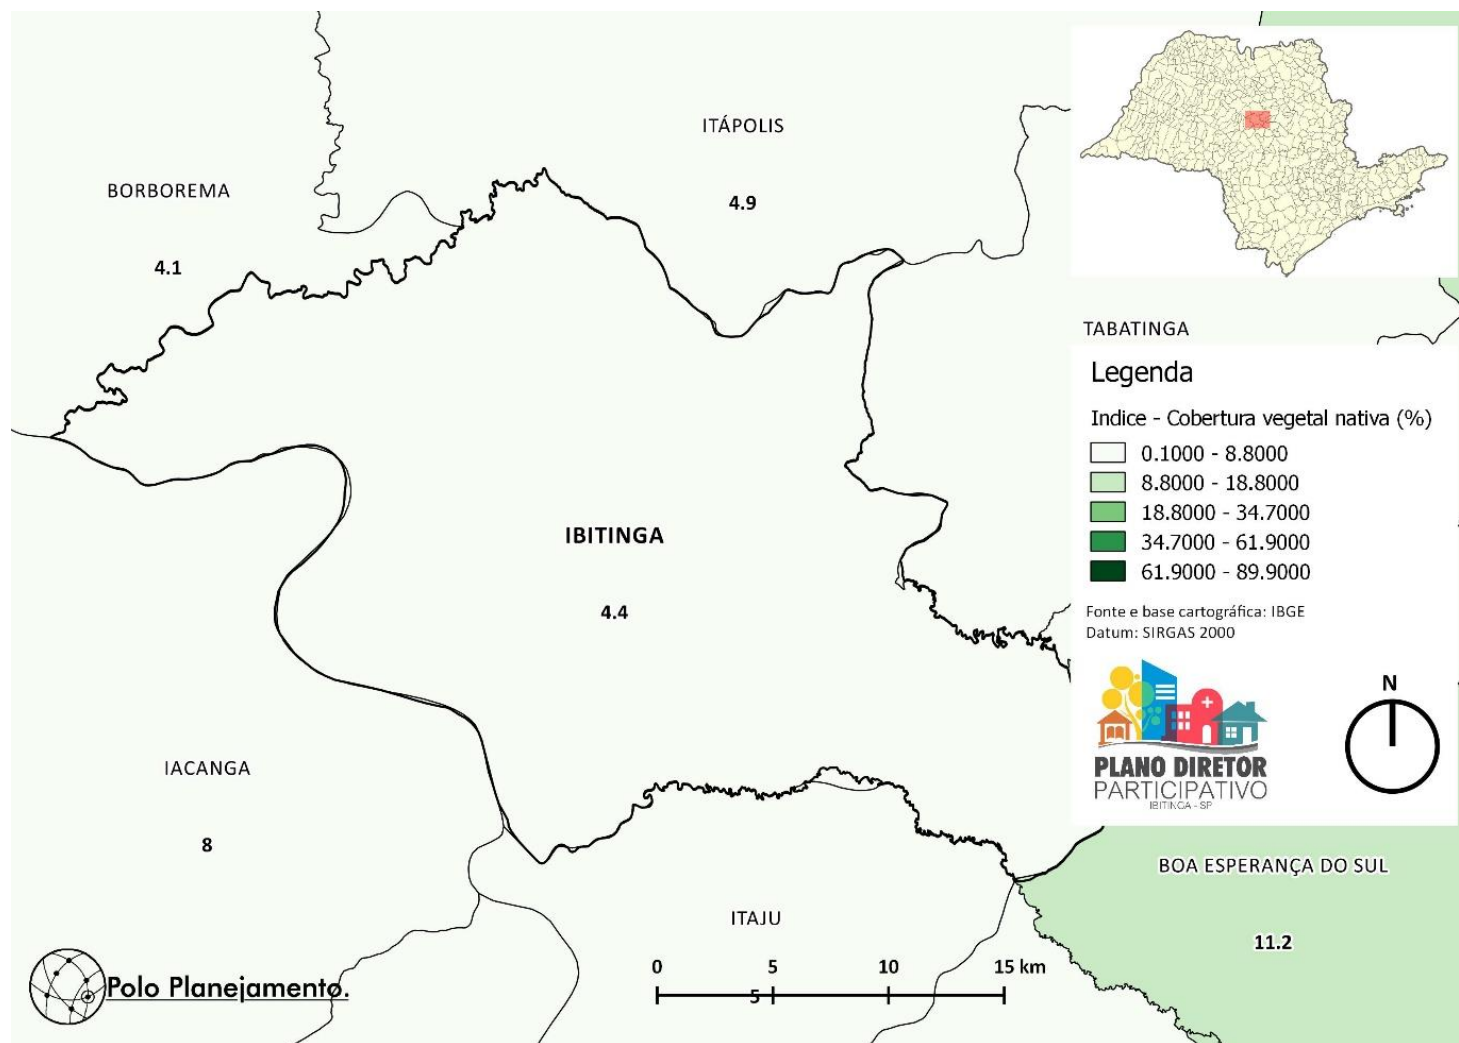 ITÁPOLIS
4.9
BORBOREMA
4.1
TABATINGA
IBITINGA
4.4
IACANGA
8
ITAJU
5
BOA ESPERANÇA DO SUL
11.2
Legenda
Indice - Cobertura vegetal nativa (%)
0.1000 - 8.8000
8.8000 - 18.8000
18.8000 - 34.7000
34.7000 - 61.9000
61.9000 - 89.9000
Fonte e base cartográfica: IBGE
Datum: SIRGAS 2000
PLANO DIRETOR
PARTICIPATIVO
IBITINGA - SP
N
0 5 10 15 km
Polo Planejamento.